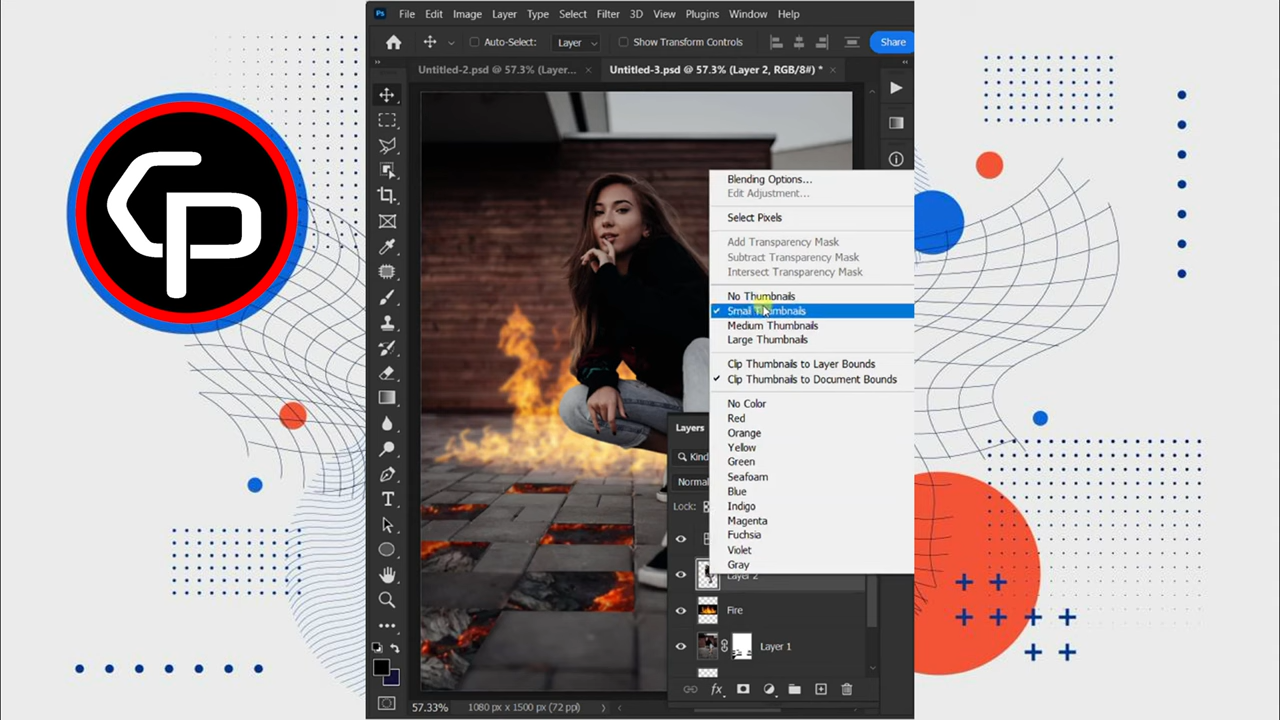 CP
Ps File Edit Image Layer Type Select Filter 3D View Plugins Window Help
Auto-Select: Layer Show Transform Controls Share
Untitled-2.psd @ 57.3% (Layer... × Untitled-3.psd @ 57.3% (Layer 2, RGB/8#) * ×
Blending Options...
Edit Adjustment...
Select Pixels
Add Transparency Mask
Subtract Transparency Mask
Intersect Transparency Mask
No Thumbnails
Small Thumbnails
Medium Thumbnails
Large Thumbnails
Clip Thumbnails to Layer Bounds
Clip Thumbnails to Document Bounds
No Color
Red
Orange
Yellow
Green
Seafoam
Blue
Indigo
Magenta
Fuchsia
Violet
Gray
Layers
Kind
Normal
Lock:
Layer 2
Fire
Layer 1
fx
57.33% 1080 px x 1500 px (72 ppi)